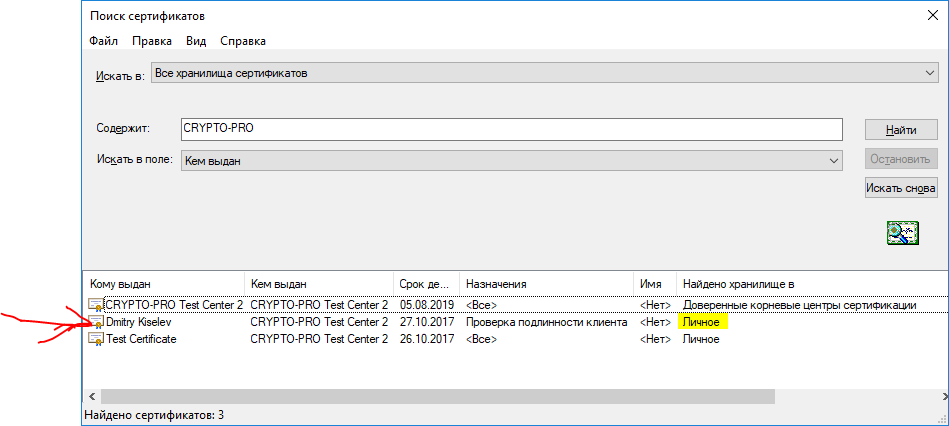 Поиск сертификатов
Файл Правка Вид Справка
Искать в: Все хранилища сертификатов
Содержит: CRYPTO-PRO Найти
Искать в поле: Кем выдан Остановить
Искать снова
Кому выдан Кем выдан Срок де... Назначения Имя Найдено хранилище в
CRYPTO-PRO Test Center 2 CRYPTO-PRO Test Center 2 05.08.2019 <Все> <Нет> Доверенные корневые центры сертификации
Dmitry Kiselev CRYPTO-PRO Test Center 2 27.10.2017 Проверка подлинности клиента <Нет> Личное
Test Certificate CRYPTO-PRO Test Center 2 26.10.2017 <Все> <Нет> Личное
Найдено сертификатов: 3